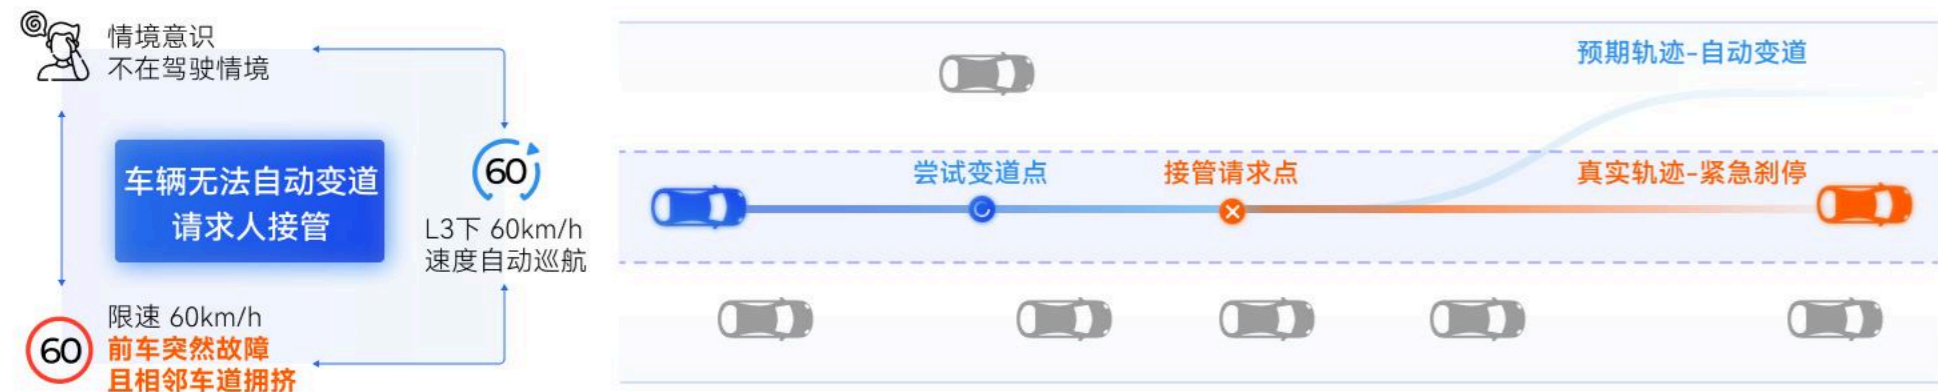 情境意识
不在驾驶情境
车辆无法自动变道
请求人接管
60
L3下 60km/h
速度自动巡航
60
限速 60km/h
前车突然故障
且相邻车道拥挤
预期轨迹-自动变道
尝试变道点
接管请求点
真实轨迹-紧急刹停